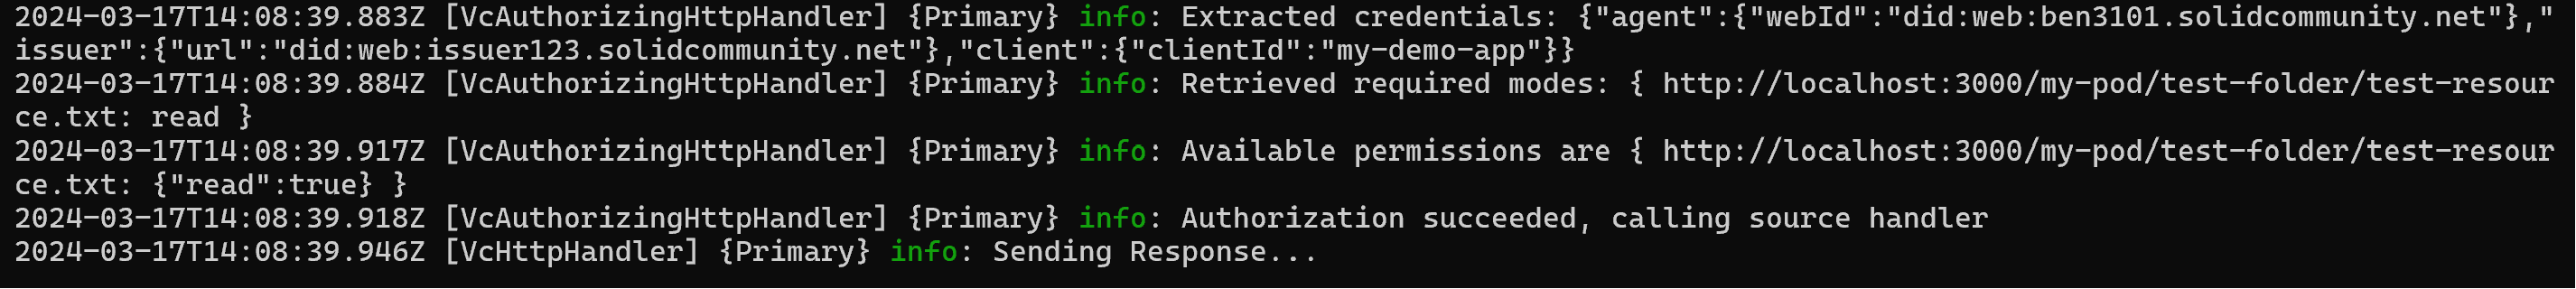 2024-03-17T14:08:39.883Z [VcAuthorizingHttpHandler] {Primary} info: Extracted credentials: {"agent":{"webId":"did:web:ben3101.solidcommunity.net"},"
issuer":{"url":"did:web:issuer123.solidcommunity.net"},"client":{"clientId":"my-demo-app"}}
2024-03-17T14:08:39.884Z [VcAuthorizingHttpHandler] {Primary} info: Retrieved required modes: { http://localhost:3000/my-pod/test-folder/test-resour
ce.txt: read }
2024-03-17T14:08:39.917Z [VcAuthorizingHttpHandler] {Primary} info: Available permissions are { http://localhost:3000/my-pod/test-folder/test-resour
ce.txt: {"read":true} }
2024-03-17T14:08:39.918Z [VcAuthorizingHttpHandler] {Primary} info: Authorization succeeded, calling source handler
2024-03-17T14:08:39.946Z [VcHttpHandler] {Primary} info: Sending Response...